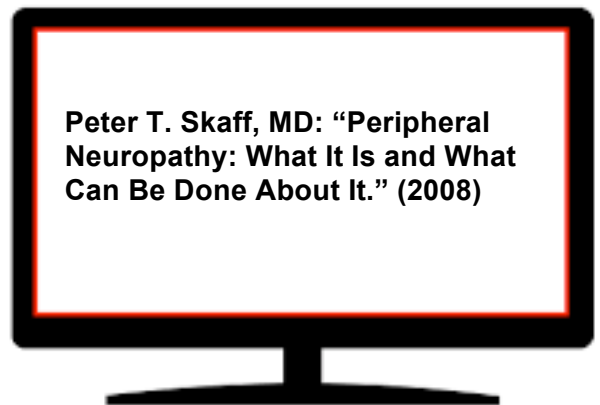 Peter T. Skaff, MD: “Peripheral
Neuropathy: What It Is and What
Can Be Done About It.” (2008)